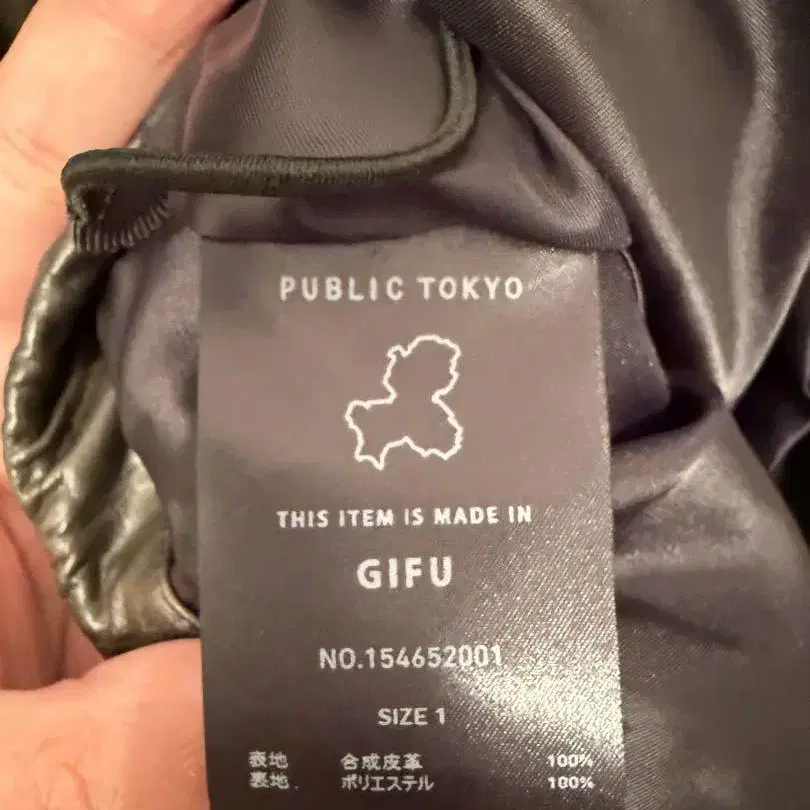 PUBLIC TOKYO
THIS ITEM IS MADE IN
GIFU
NO.154652001
SIZE 1
表地 合成皮革 100%
裏地. ポリエステル 100%